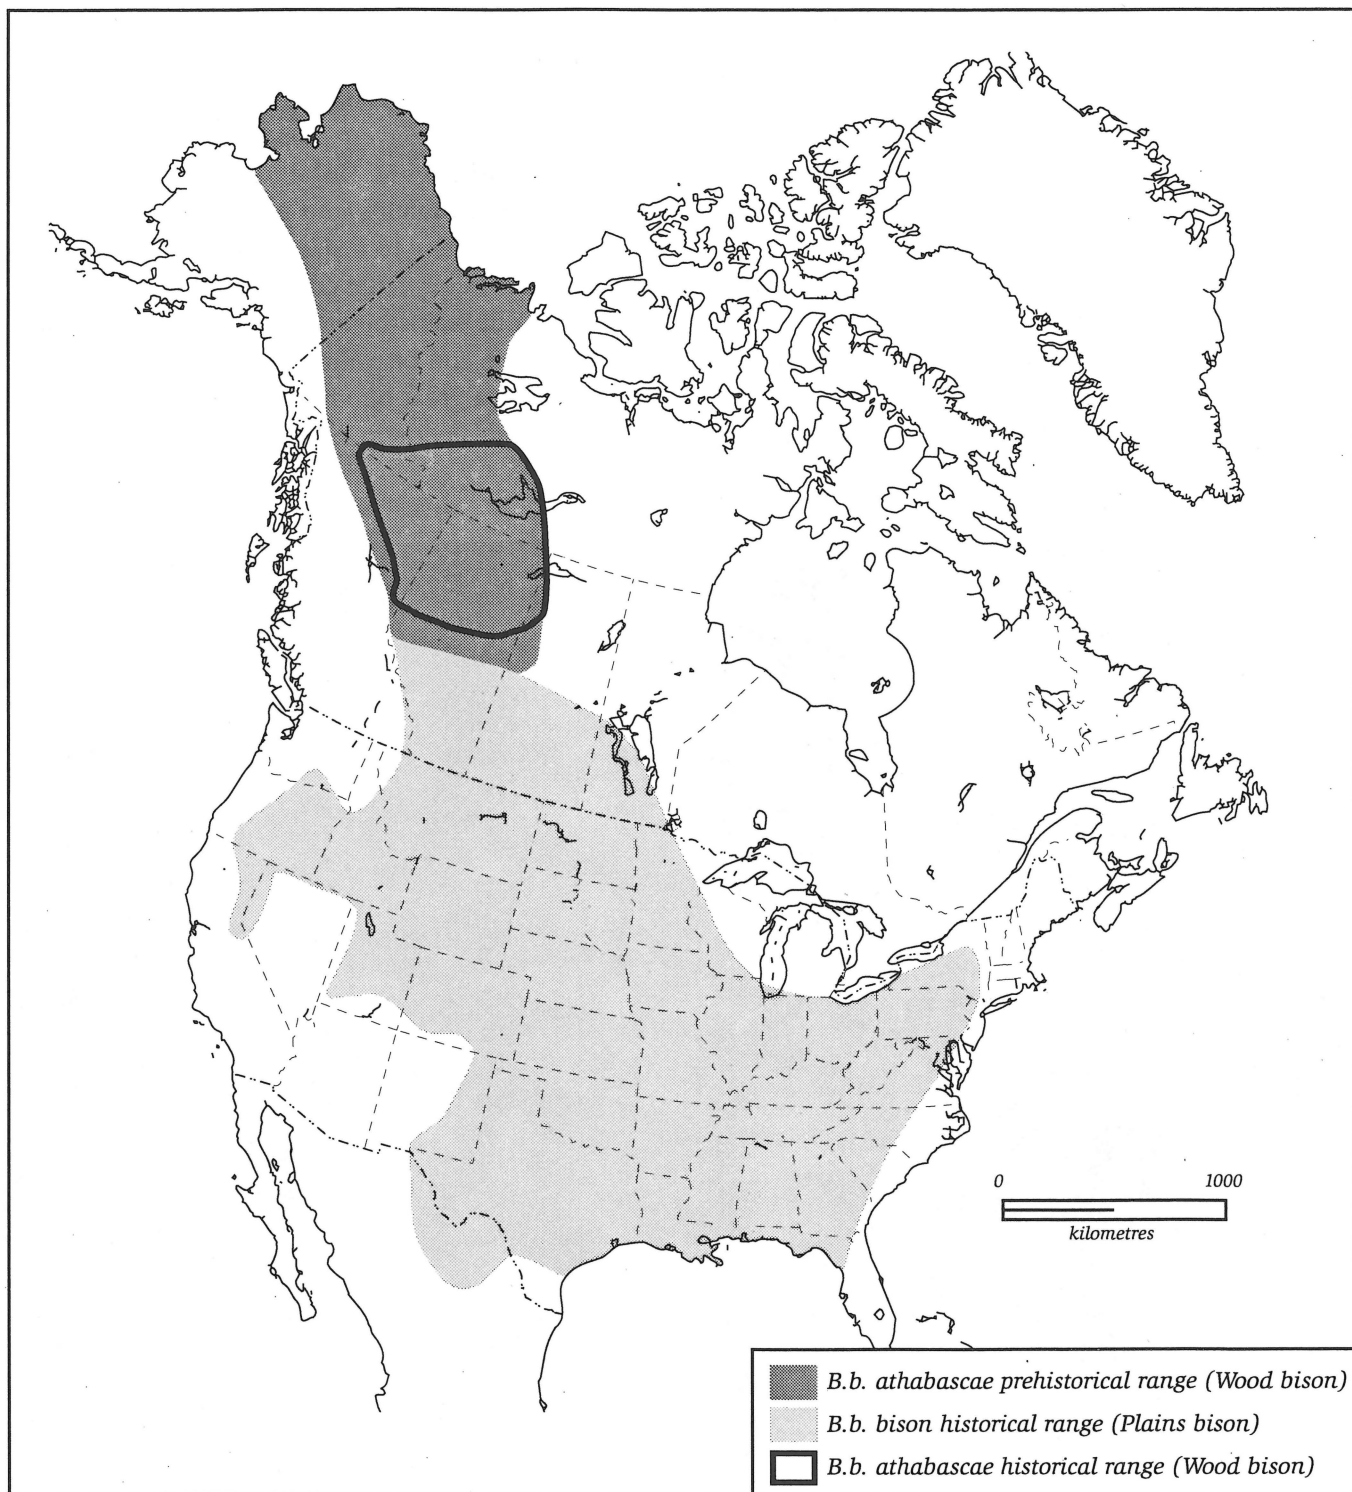 0 1000
kilometres
B.b. athabascae prehistorical range (Wood bison)
B.b. bison historical range (Plains bison)
B.b. athabascae historical range (Wood bison)